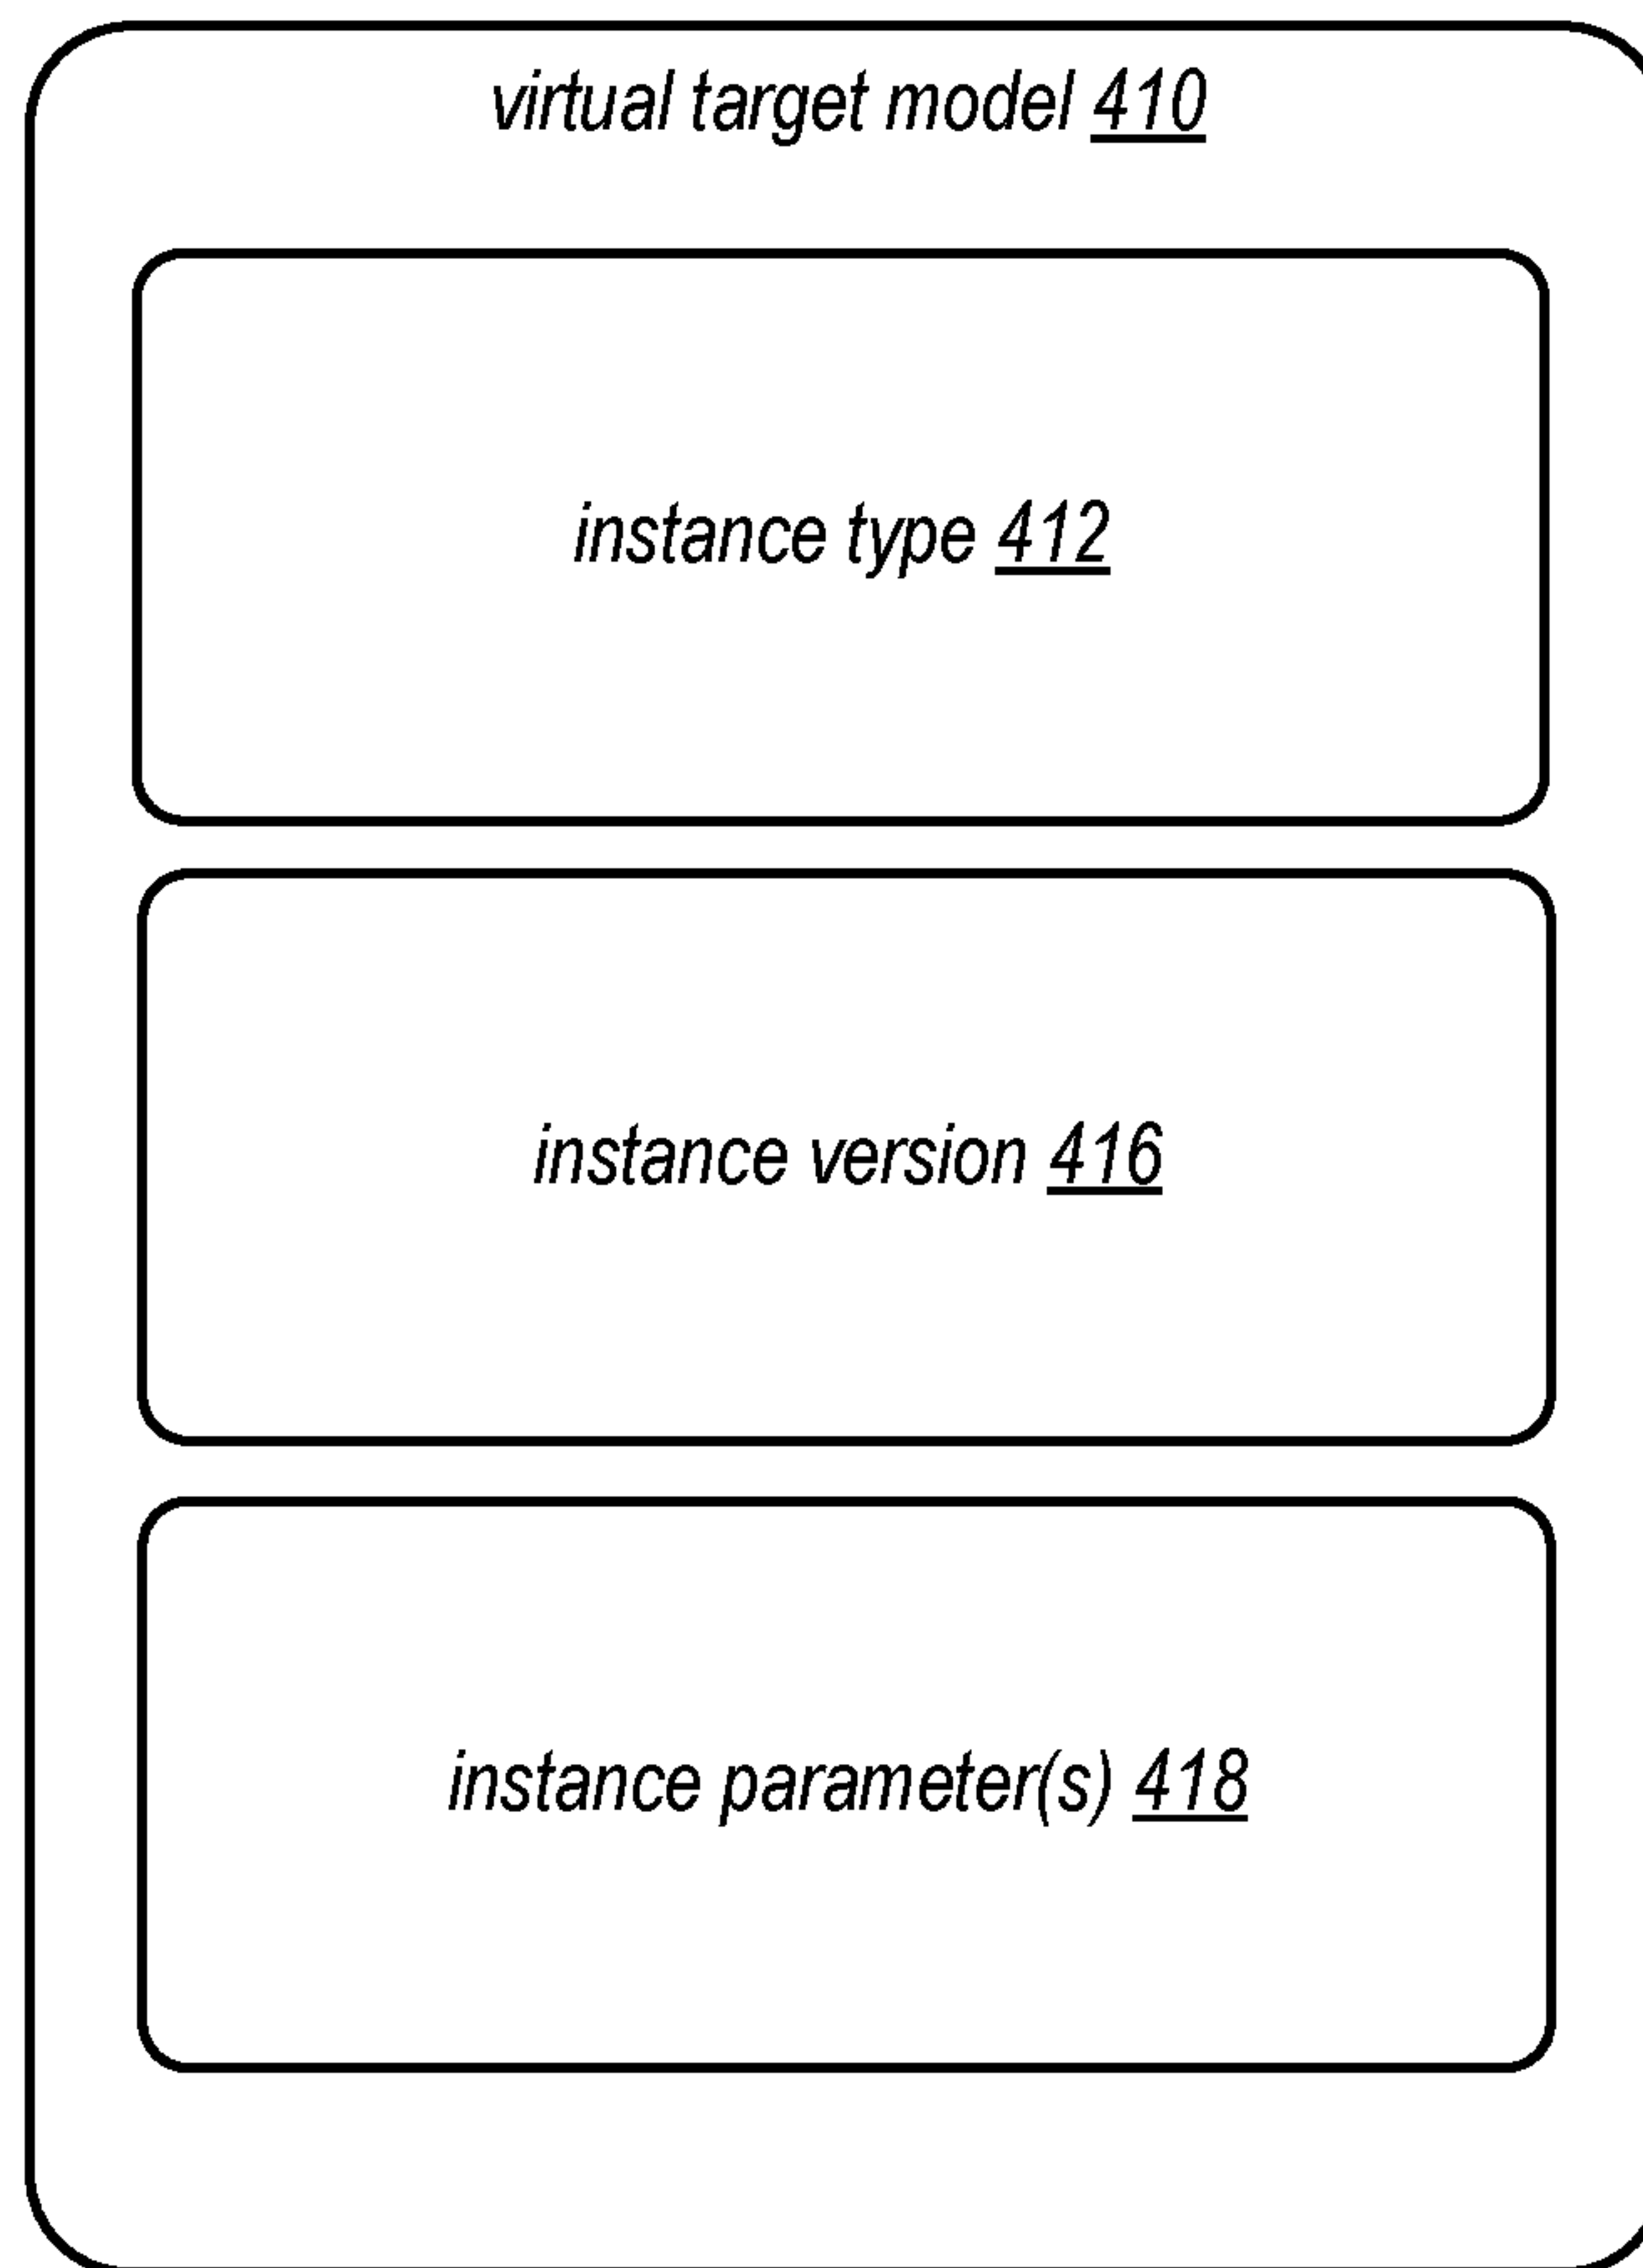 virtual target model 410
instance type 412
instance version 416
instance parameter(s) 418